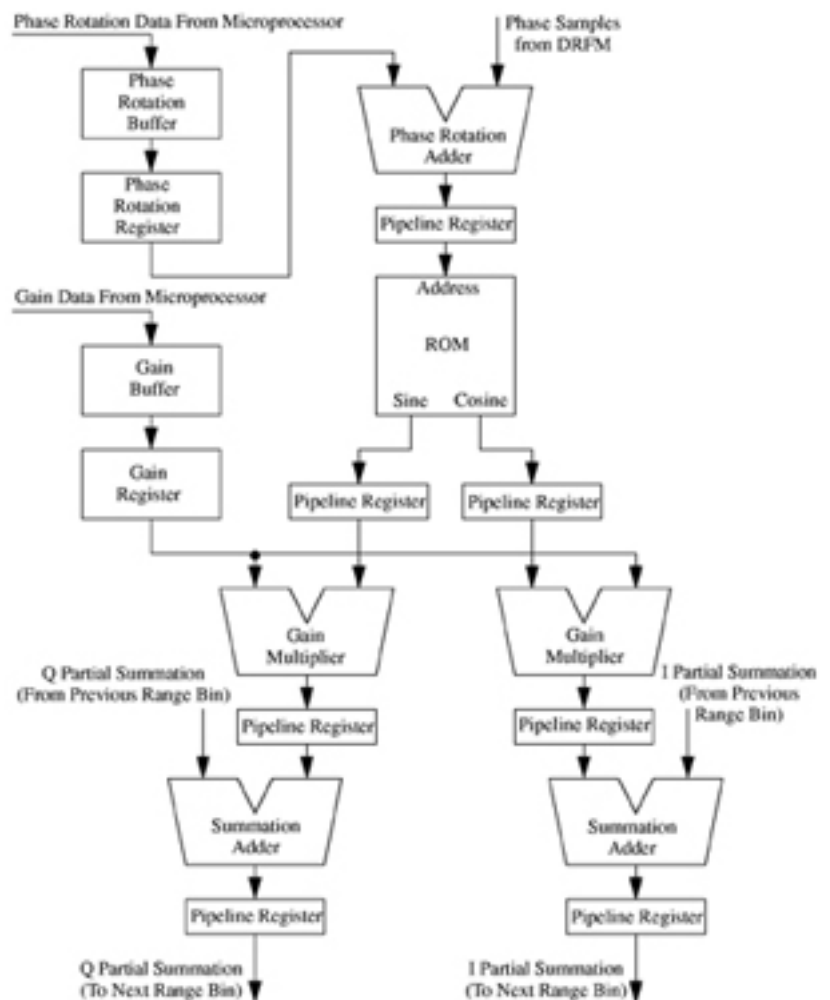 Phase Rotation Data From Microprocessor
Phase Samples
from DRFM
Phase
Rotation
Buffer
Phase Rotation
Adder
Phase
Rotation
Register
Pipeline Register
Gain Data From Microprocessor
Address
ROM
Sine Cosine
Gain
Buffer
Gain
Register
Pipeline Register
Pipeline Register
Gain
Multiplier
Gain
Multiplier
Q Partial Summation
(From Previous Range Bin)
I Partial Summation
(From Previous
Range Bin)
Pipeline Register
Pipeline Register
Summation
Adder
Summation
Adder
Pipeline Register
Pipeline Register
Q Partial Summation
(To Next Range Bin)
I Partial Summation
(To Next Range Bin)